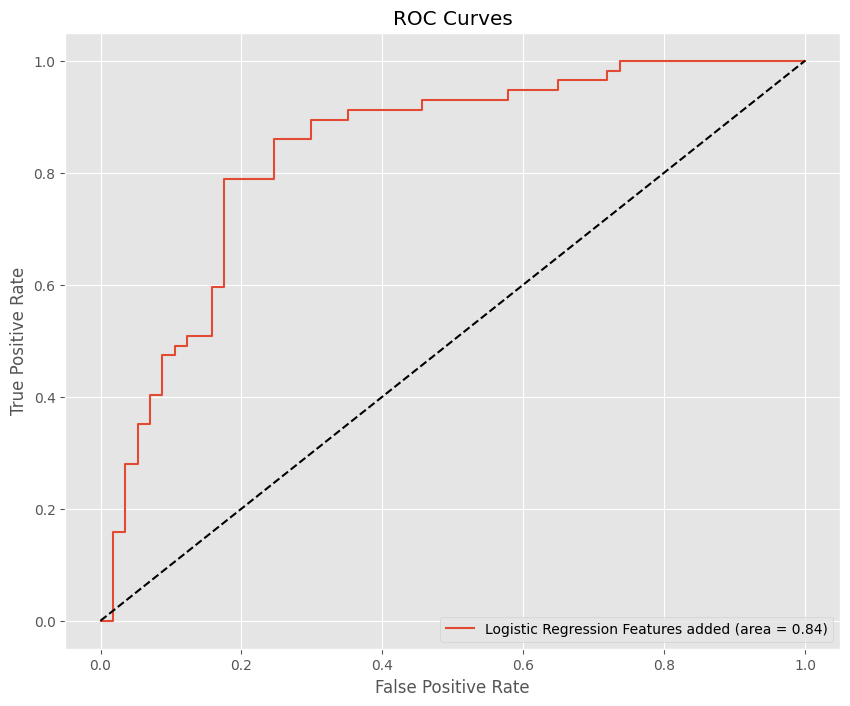 ROC Curves
True Positive Rate
1.0
0.8
0.6
0.4
0.2
0.0
0.0 0.2 0.4 0.6 0.8 1.0
False Positive Rate
Logistic Regression Features added (area = 0.84)